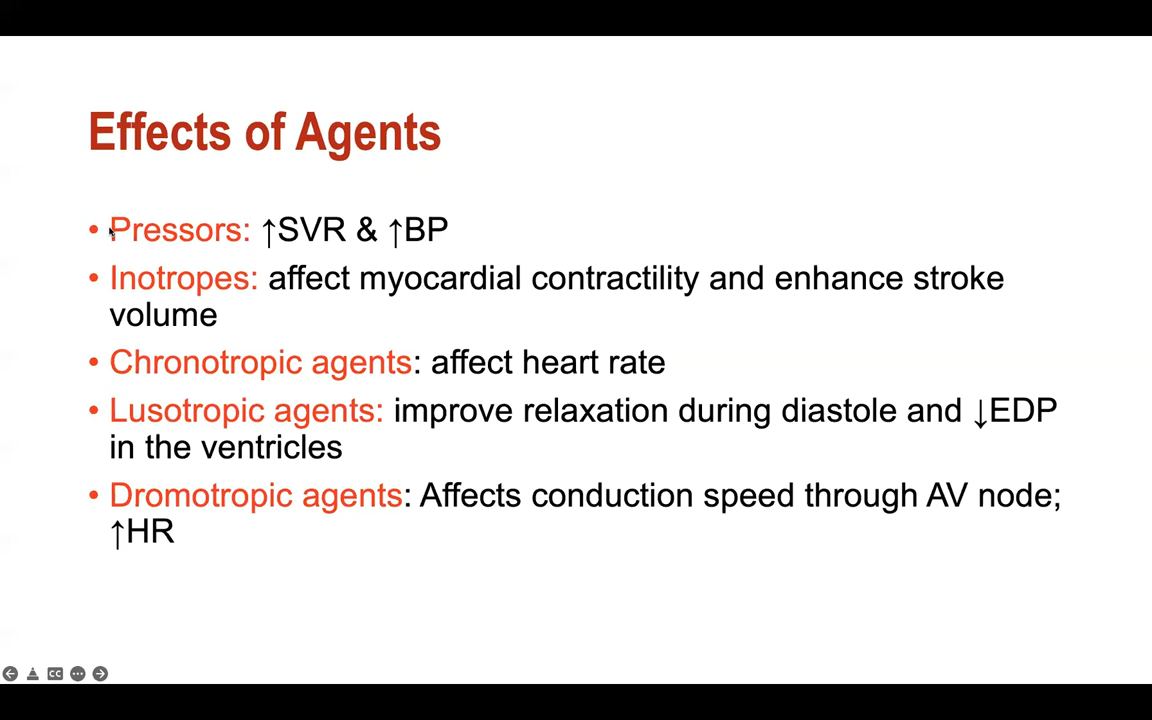 Effects of Agents
• Pressors: ↑SVR & ↑BP
• Inotropes: affect myocardial contractility and enhance stroke
volume
• Chronotropic agents: affect heart rate
• Lusotropic agents: improve relaxation during diastole and ↓EDP
in the ventricles
• Dromotropic agents: Affects conduction speed through AV node;
↑HR
CC